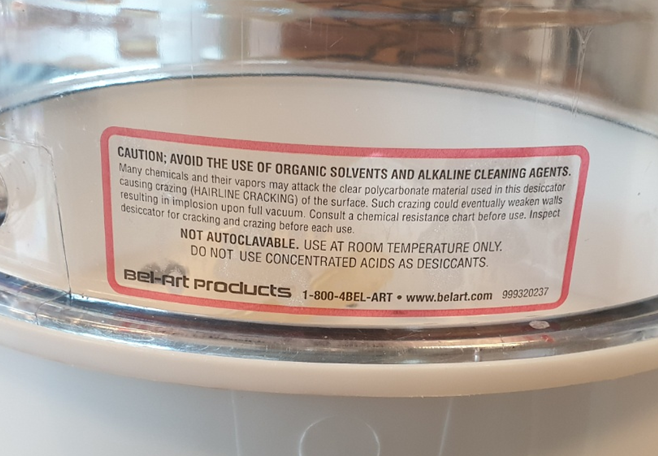 CAUTION; AVOID THE USE OF ORGANIC SOLVENTS AND ALKALINE CLEANING AGENTS.
Many chemicals and their vapors may attack the clear polycarbonate material used in this desiccator
causing crazing (HAIRLINE CRACKING) of the surface. Such crazing could eventually weaken walls
resulting in implosion upon full vacuum. Consult a chemical resistance chart before use. Inspect
desiccator for cracking and crazing before each use.
NOT AUTOCLAVABLE. USE AT ROOM TEMPERATURE ONLY.
DO NOT USE CONCENTRATED ACIDS AS DESICCANTS.
Bel-Art Products 1-800-4BEL-ART • www.belart.com 999320237